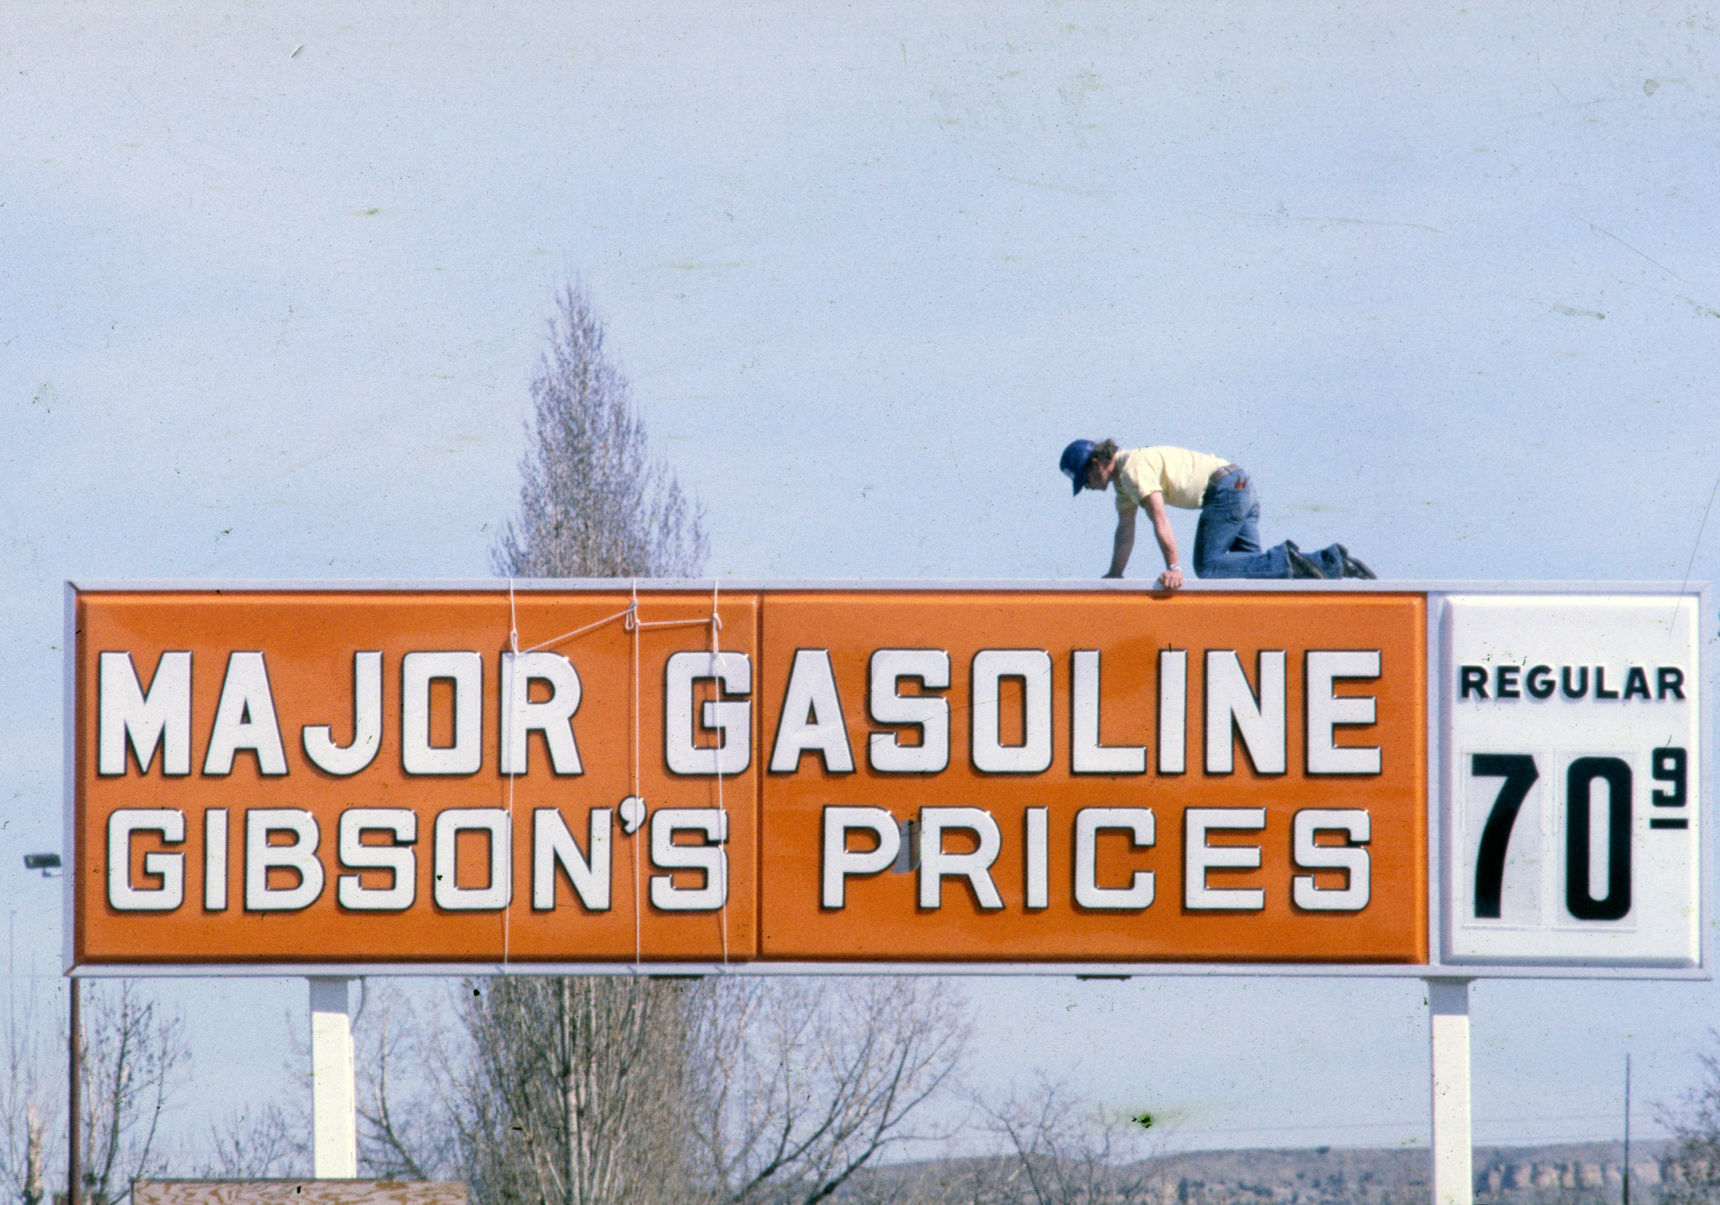 MAJOR GASOLINE
GIBSON'S PRICES
REGULAR
70 9